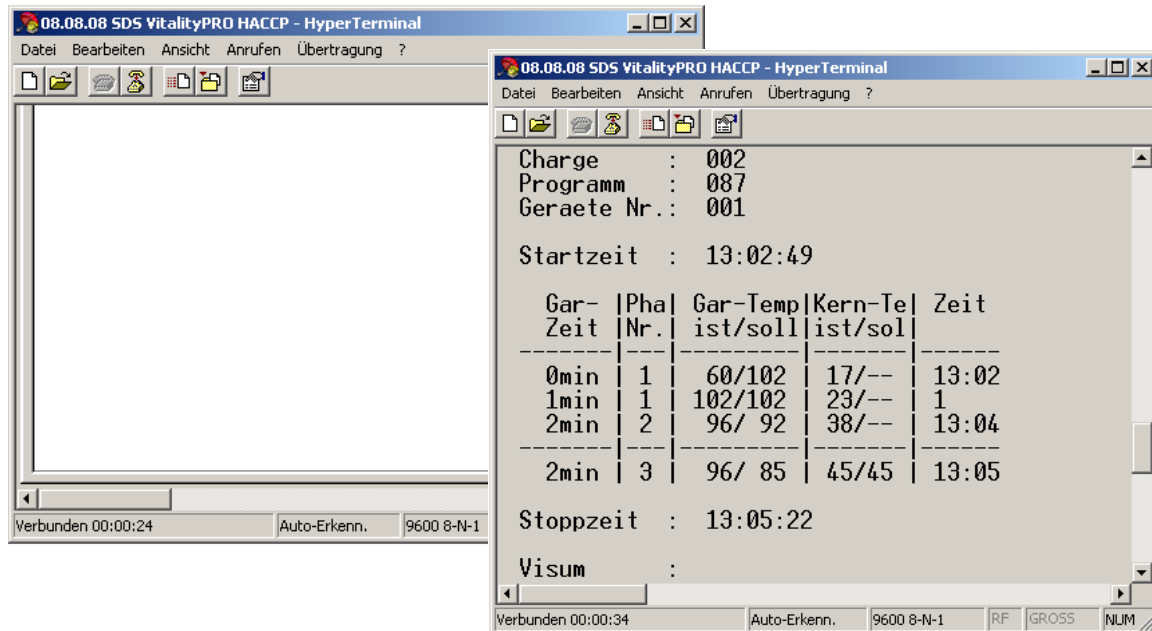 08.08.08 SDS VitalityPRO HACCP - HyperTerminal
Datei Bearbeiten Ansicht Anrufen Übertragung ?
Verbunden 00:00:24 Auto-Erkenn. 9600 8-N-1
08.08.08 SDS VitalityPRO HACCP - HyperTerminal
Datei Bearbeiten Ansicht Anrufen Übertragung ?
Charge : 002
Programm : 087
Geraete Nr.: 001
Startzeit : 13:02:49
Gar- |Pha| Gar-Temp|Kern-Te| Zeit
Zeit |Nr.| ist/soll|ist/sol|
-------|---|---------|-------|------
0min | 1 | 60/102 | 17/-- | 13:02
1min | 1 | 102/102 | 23/-- | 1
2min | 2 | 96/ 92 | 38/-- | 13:04
-------|---|---------|-------|------
2min | 3 | 96/ 85 | 45/45 | 13:05
Stoppzeit : 13:05:22
Visum :
Verbunden 00:00:34 Auto-Erkenn. 9600 8-N-1 RF GROSS NUM